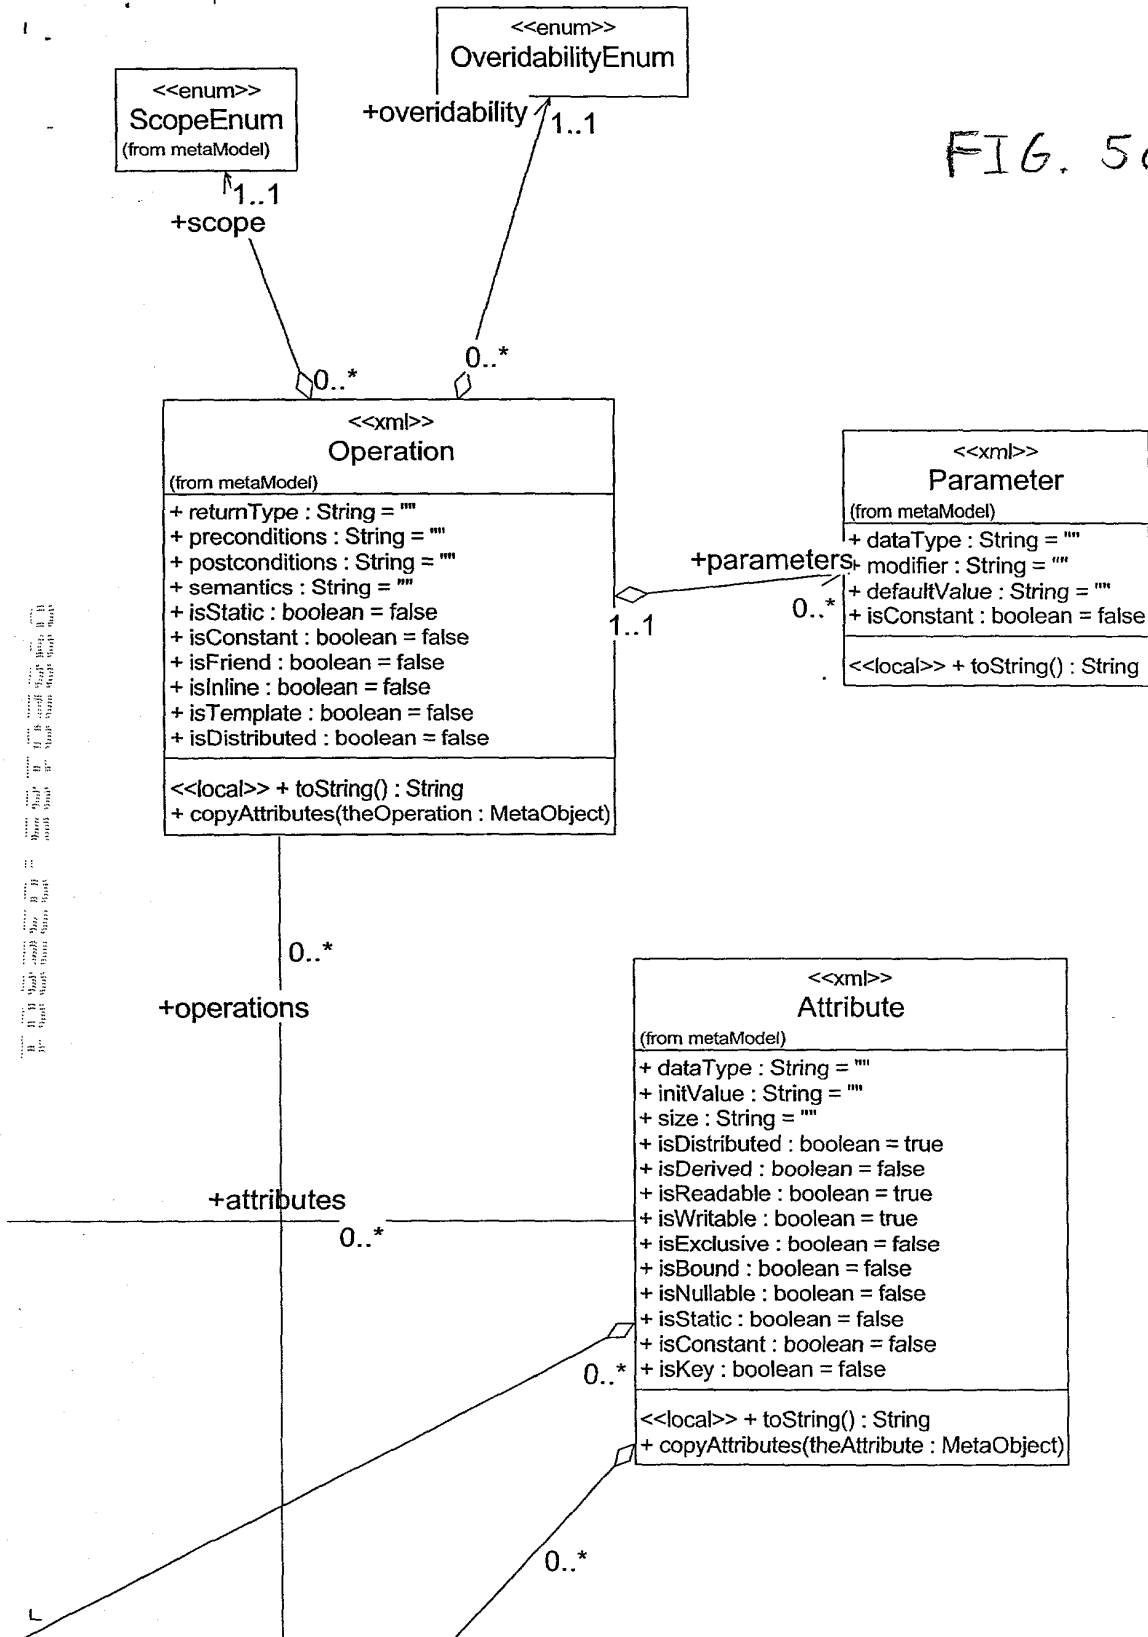 <<enum>>
OveridabilityEnum
<<enum>>
ScopeEnum
(from metaModel)
+overidability
1..1
FIG. 5
1..1
+scope
0..*
0..*
<<xml>>
Operation
(from metaModel)
+ returnType : String = ""
+ preconditions : String = ""
+ postconditions : String = ""
+ semantics : String = ""
+ isStatic : boolean = false
+ isConstant : boolean = false
+ isFriend : boolean = false
+ isInline : boolean = false
+ isTemplate : boolean = false
+ isDistributed : boolean = false
<<local>> + toString() : String
+ copyAttributes(theOperation : MetaObject)
<<xml>>
Parameter
(from metaModel)
+ dataType : String = ""
+ modifier : String = ""
+ defaultValue : String = ""
+ isConstant : boolean = false
<<local>> + toString() : String
+parameters
0..*
1..1
0..*
+operations
<<xml>>
Attribute
(from metaModel)
+ dataType : String = ""
+ initValue : String = ""
+ size : String = ""
+ isDistributed : boolean = true
+ isDerived : boolean = false
+ isReadable : boolean = true
+ isWritable : boolean = true
+ isExclusive : boolean = false
+ isBound : boolean = false
+ isNullable : boolean = false
+ isStatic : boolean = false
+ isConstant : boolean = false
+ isKey : boolean = false
<<local>> + toString() : String
+ copyAttributes(theAttribute : MetaObject)
+attributes
0..*
0..*
0..*